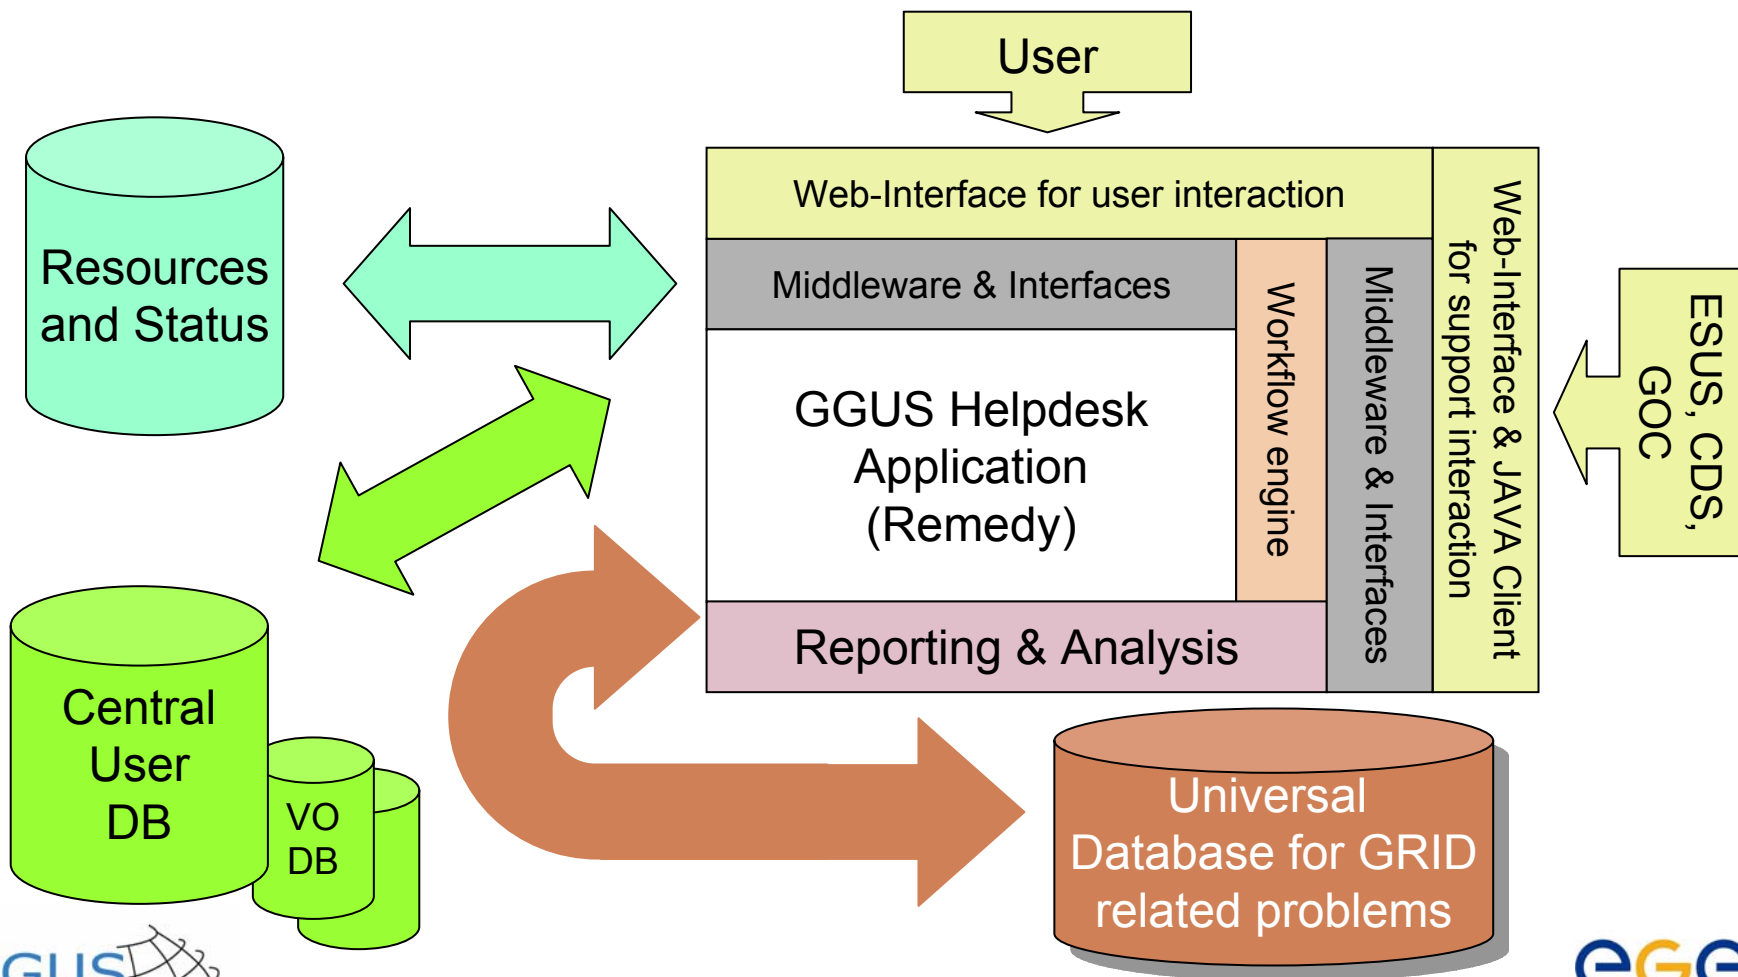 User
Web-Interface for user interaction
Resources
and Status
Middleware & Interfaces
Workflow engine
Middleware & Interfaces
Web-Interface & JAVA Client
for support interaction
ESUS, CDS,
GOC
GGUS Helpdesk
Application
(Remedy)
Reporting & Analysis
Central
User
DB
VO
DB
Universal
Database for GRID
related problems